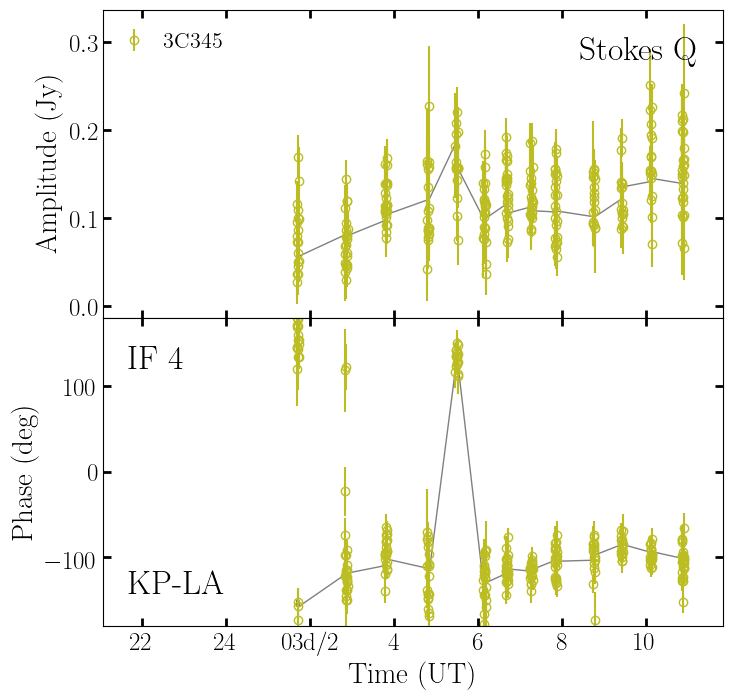 3C345
Stokes Q
0.3
0.2
0.1
0.0
Amplitude (Jy)
IF 4
100
0
−100
Phase (deg)
KP-LA
22 24 03d/2 4 6 8 10
Time (UT)